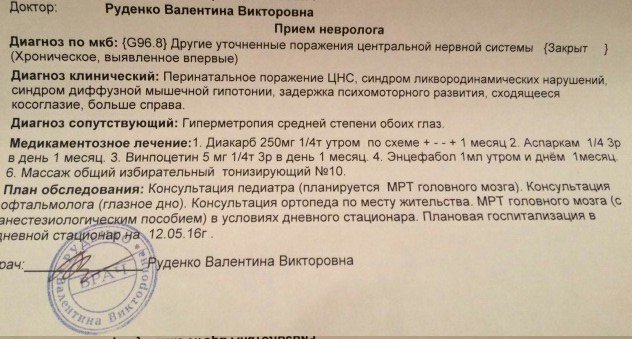 Доктор: Руденко Валентина Викторовна
Прием невролога
Диагноз по мкб: {G96.8} Другие уточненные поражения центральной нервной системы {Закрыт }
(Хроническое, выявленное впервые)
Диагноз клинический: Перинатальное поражение ЦНС, синдром ликвородинамических нарушений,
синдром диффузной мышечной гипотонии, задержка психомоторного развития, сходящееся
косоглазие, больше справа.
Диагноз сопутствующий: Гиперметропия средней степени обоих глаз.
Медикаментозное лечение:1. Диакарб 250мг 1/4т утром по схеме + - - + 1 месяц 2. Аспаркам 1/4 3р
в день 1 месяц. 3. Винпоцетин 5 мг 1/4т 3р в день 1 месяц. 4. Энцефабол 1мл утром и днём 1месяц.
6. Массаж общий избирательный тонизирующий №10.
План обследования: Консультация педиатра (планируется МРТ головного мозга). Консультация
офтальмолога (глазное дно). Консультация ортопеда по месту жительства. МРТ головного мозга (с
анестезиологическим пособием) в условиях дневного стационара. Плановая госпитализация в
дневной стационар на 12.05.16г .
Врач: Руденко Валентина Викторовна
РУДЕНКО
ВРАЧ
Валентина Викторовна